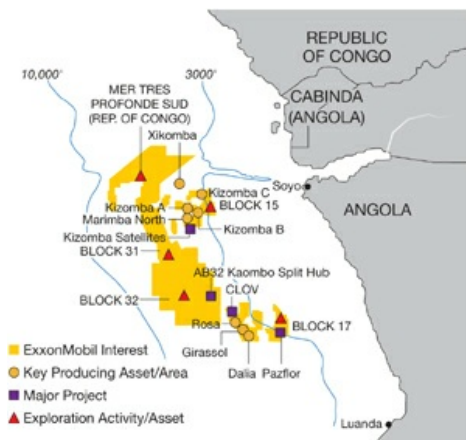 REPUBLIC
OF CONGO
10,000'
3000'
MER TRES
PROFONDE SUD
(REP. OF CONGO)
CABINDA
(ANGOLA)
Xikomba
Soyo
Kizomba C
Kizomba A
BLOCK 15
ANGOLA
Marimba North
Kizomba Satellites
Kizomba B
BLOCK 31
AB32 Kaombo Split Hub
BLOCK 32
CLOV
Rosa
BLOCK 17
Girassol
Dalia
Pazflor
ExxonMobil Interest
Key Producing Asset/Area
Major Project
Exploration Activity/Asset
Luanda